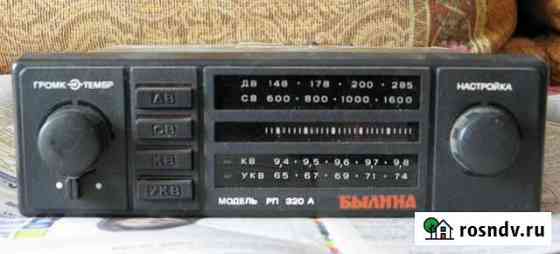 ГРОМК ТЕМБР
ДВ
СВ
КВ
УКВ
ДВ 148 · 178 · 200 · 285
СВ 600 · 800 · 1000 · 1600
КВ 9,4 · 9,5 · 9,6 · 9,7 · 9,8
УКВ 65 · 67 · 69 · 71 · 74
МОДЕЛЬ РП 320 А
БЫЛИНА
НАСТРОЙКА
rosndv.ru